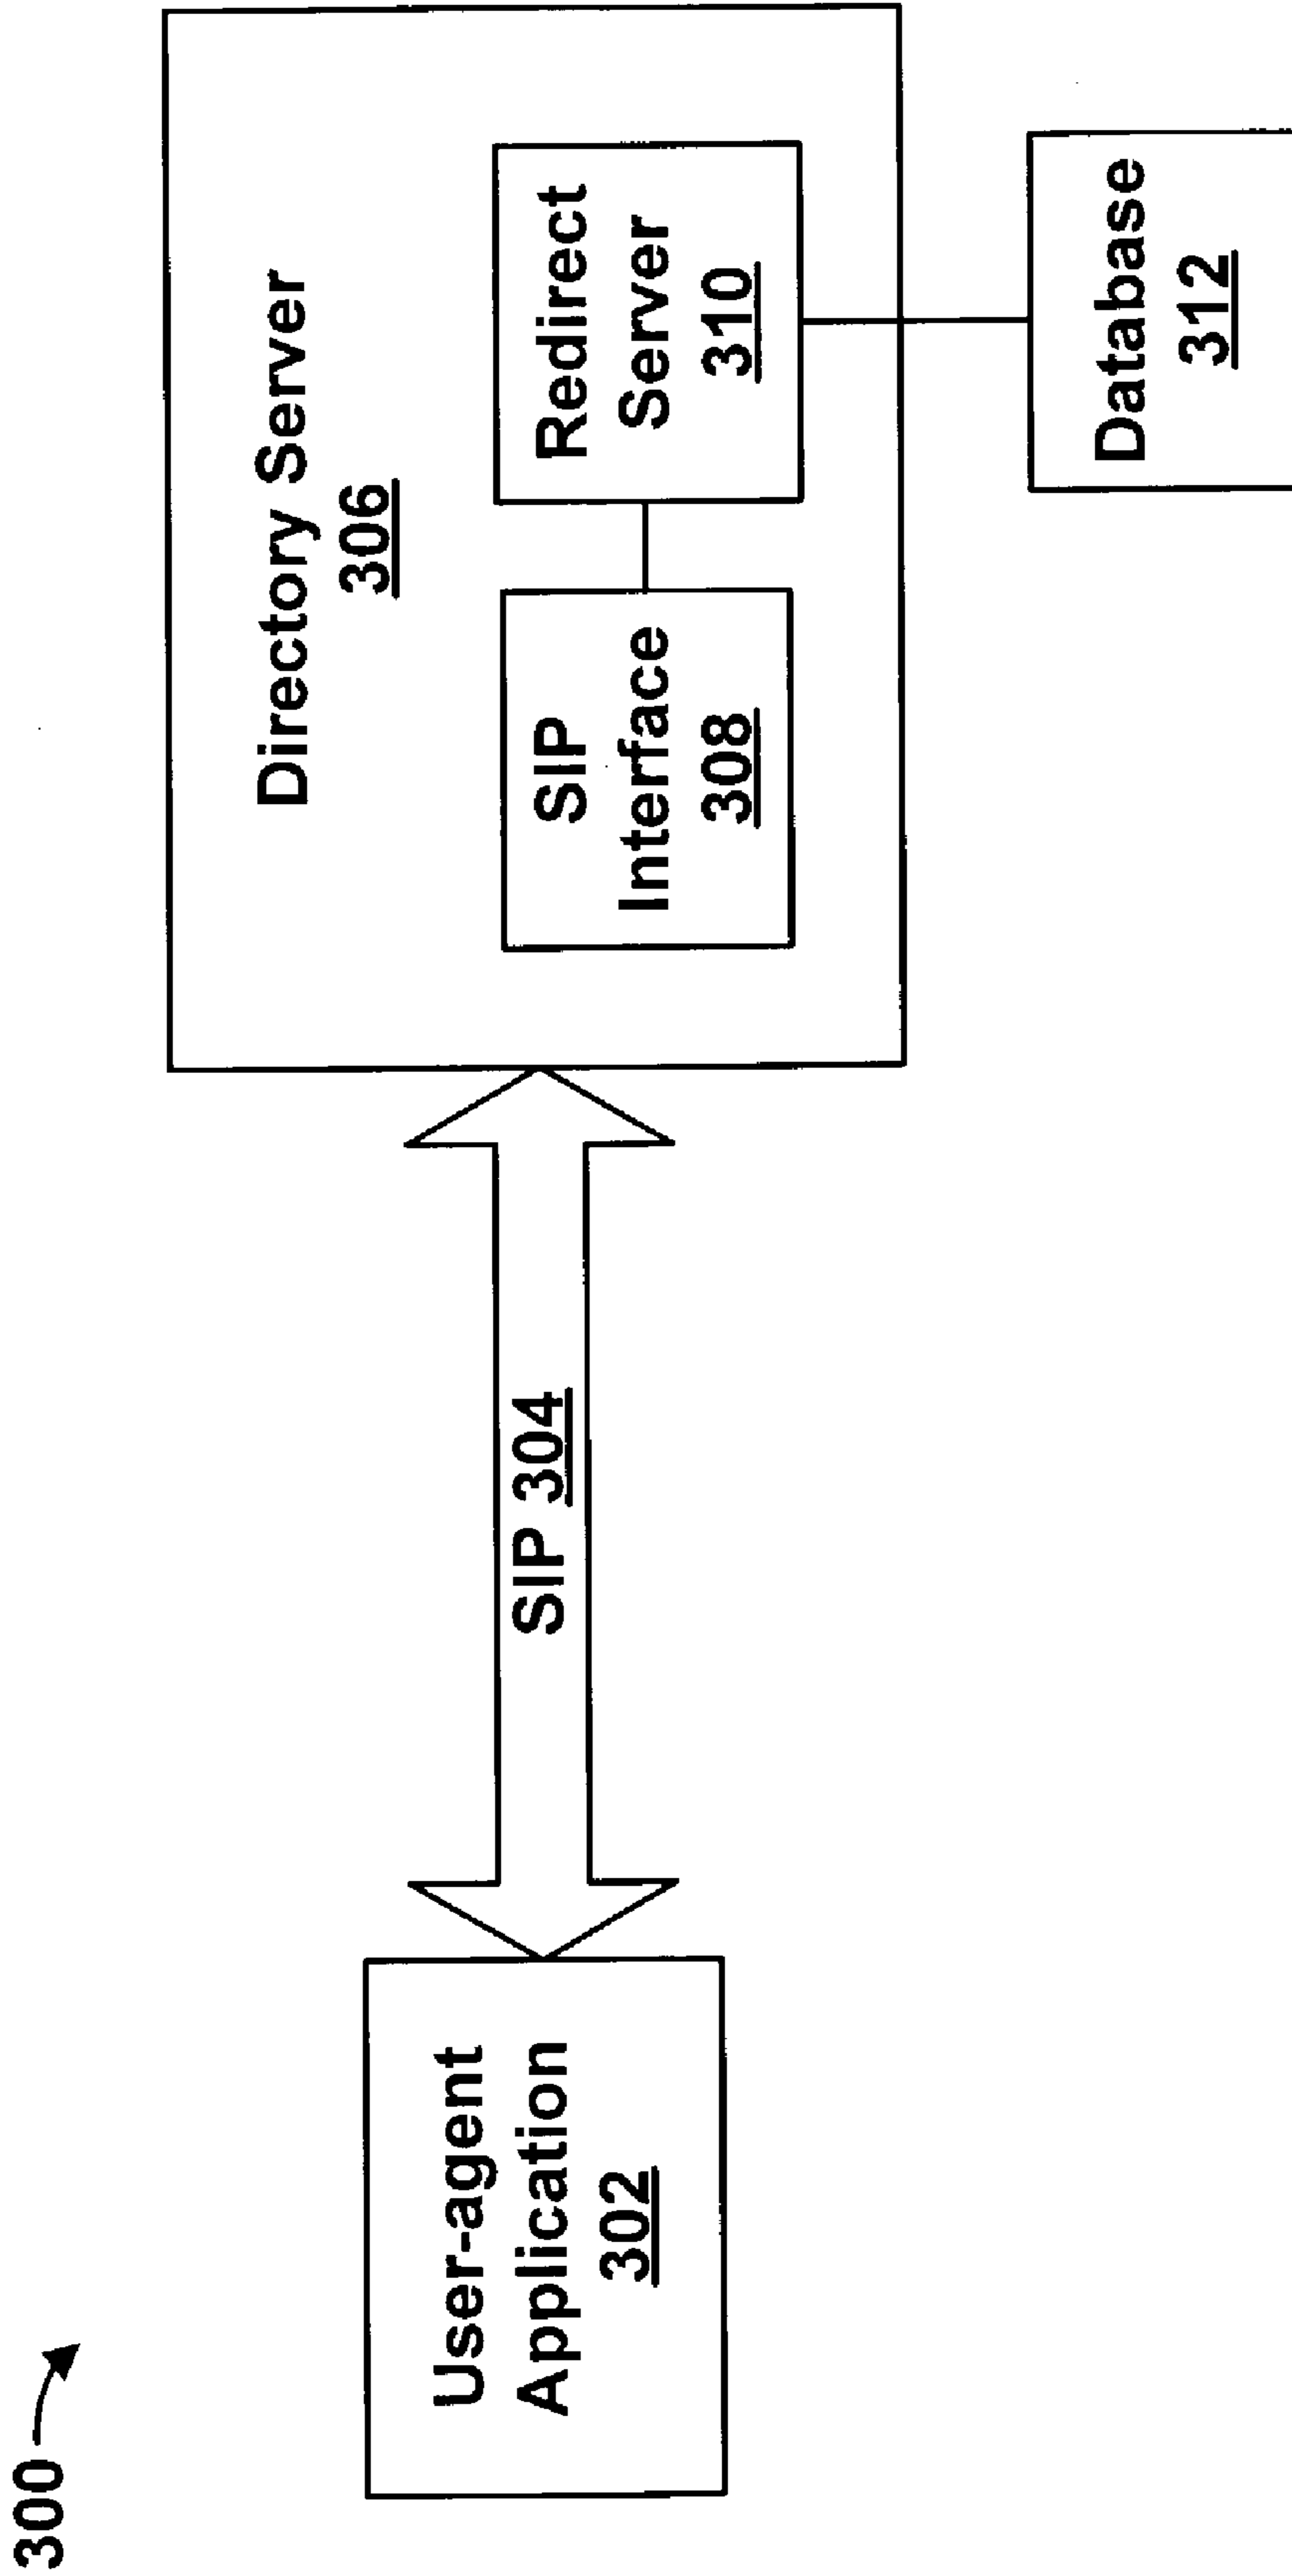 300
User-agent
Application
302
SIP 304
Directory Server
306
SIP
Interface
308
Redirect
Server
310
Database
312